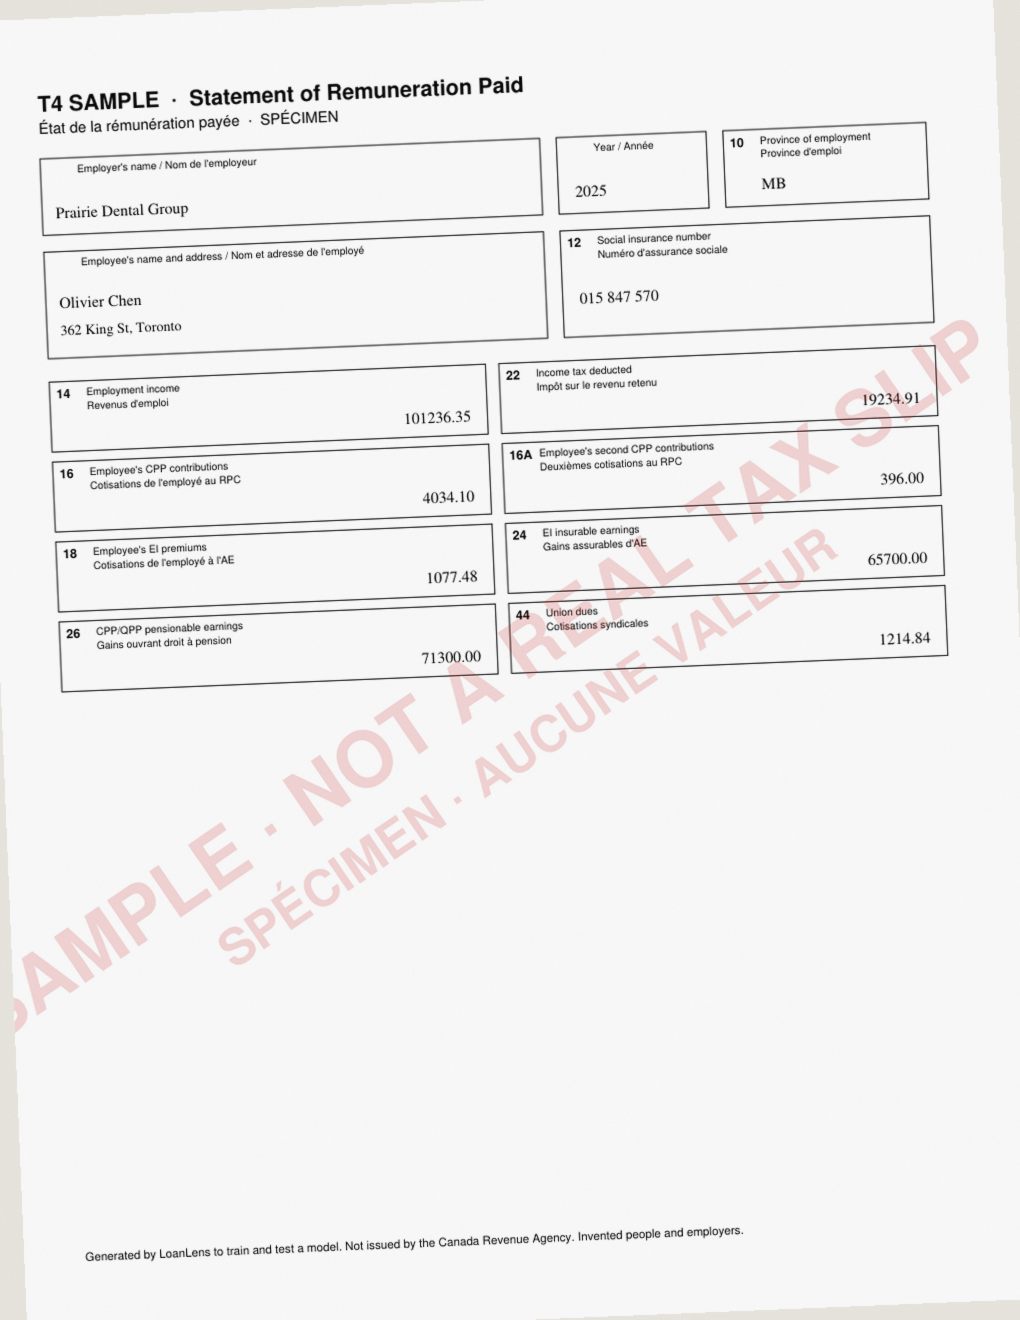 T4 SAMPLE · Statement of Remuneration Paid
État de la rémunération payée · SPÉCIMEN
Employer's name / Nom de l'employeur
Prairie Dental Group
Year / Année
2025
10 Province of employment
Province d'emploi
MB
Employee's name and address / Nom et adresse de l'employé
Olivier Chen
362 King St, Toronto
12 Social insurance number
Numéro d'assurance sociale
015 847 570
14 Employment income
Revenus d'emploi
101236.35
22 Income tax deducted
Impôt sur le revenu retenu
19234.91
16 Employee's CPP contributions
Cotisations de l'employé au RPC
4034.10
16A Employee's second CPP contributions
Deuxièmes cotisations au RPC
396.00
18 Employee's EI premiums
Cotisations de l'employé à l'AE
1077.48
24 EI insurable earnings
Gains assurables d'AE
65700.00
26 CPP/QPP pensionable earnings
Gains ouvrant droit à pension
71300.00
44 Union dues
Cotisations syndicales
1214.84
SAMPLE · NOT A REAL TAX SLIP
SPÉCIMEN · AUCUNE VALEUR
Generated by LoanLens to train and test a model. Not issued by the Canada Revenue Agency. Invented people and employers.